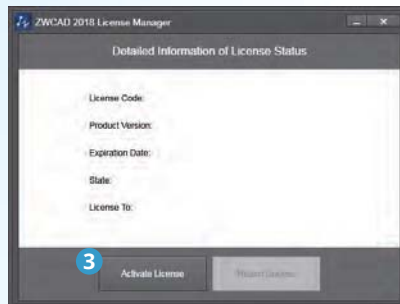 ZWCAD 2018 License Manager
Detailed Information of License Status
License Code:
Product Version:
Expiration Date:
State:
License To:
3
Activate License